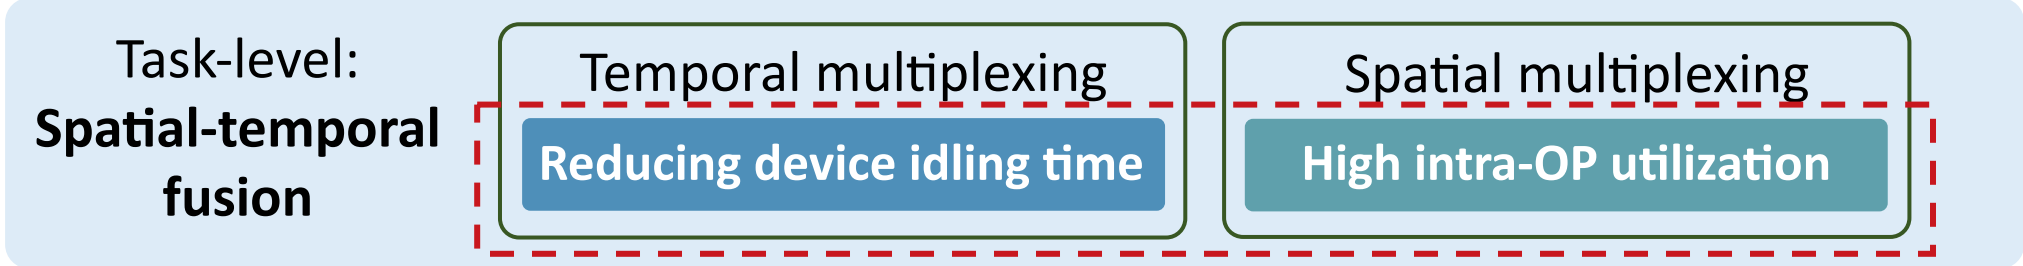 Task-level:
Spatial-temporal
fusion
Temporal multiplexing
Reducing device idling time
Spatial multiplexing
High intra-OP utilization